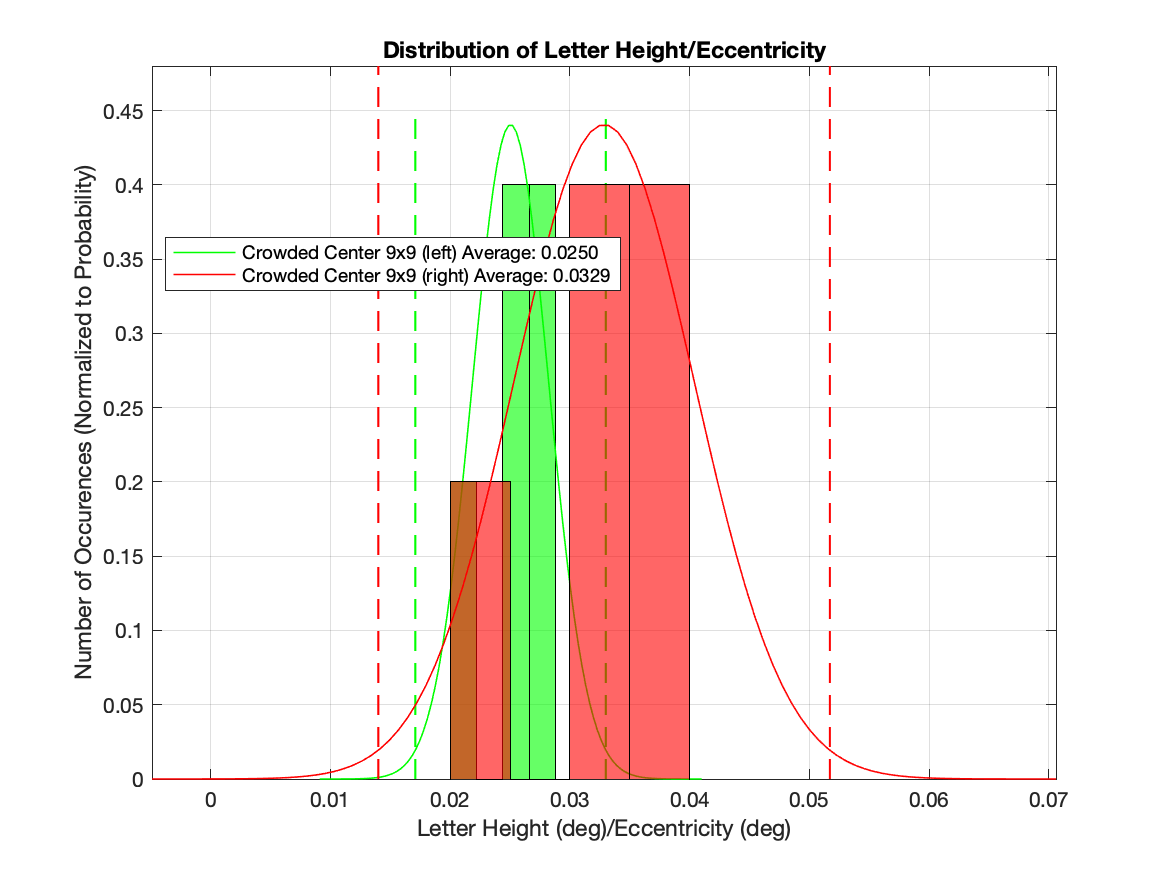 Distribution of Letter Height/Eccentricity
Number of Occurences (Normalized to Probability)
0.45
0.4
0.35
0.3
0.25
0.2
0.15
0.1
0.05
0
Crowded Center 9x9 (left) Average: 0.0250
Crowded Center 9x9 (right) Average: 0.0329
0 0.01 0.02 0.03 0.04 0.05 0.06 0.07
Letter Height (deg)/Eccentricity (deg)